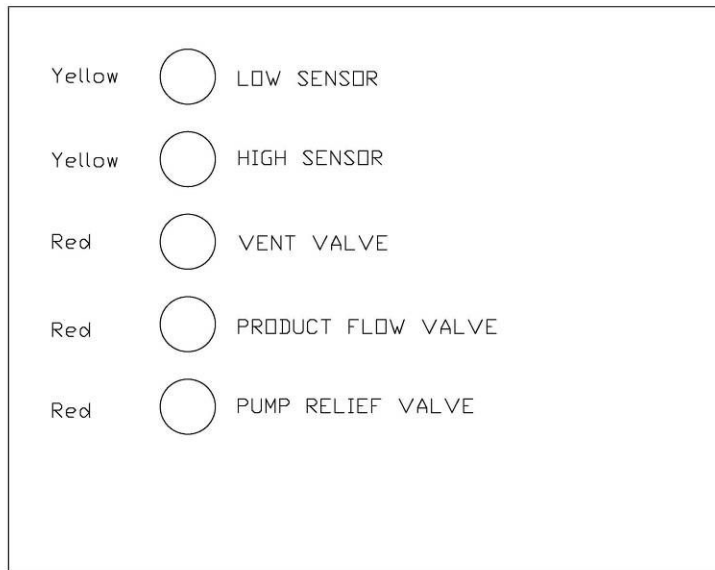 Yellow LOW SENSOR
Yellow HIGH SENSOR
Red VENT VALVE
Red PRODUCT FLOW VALVE
Red PUMP RELIEF VALVE